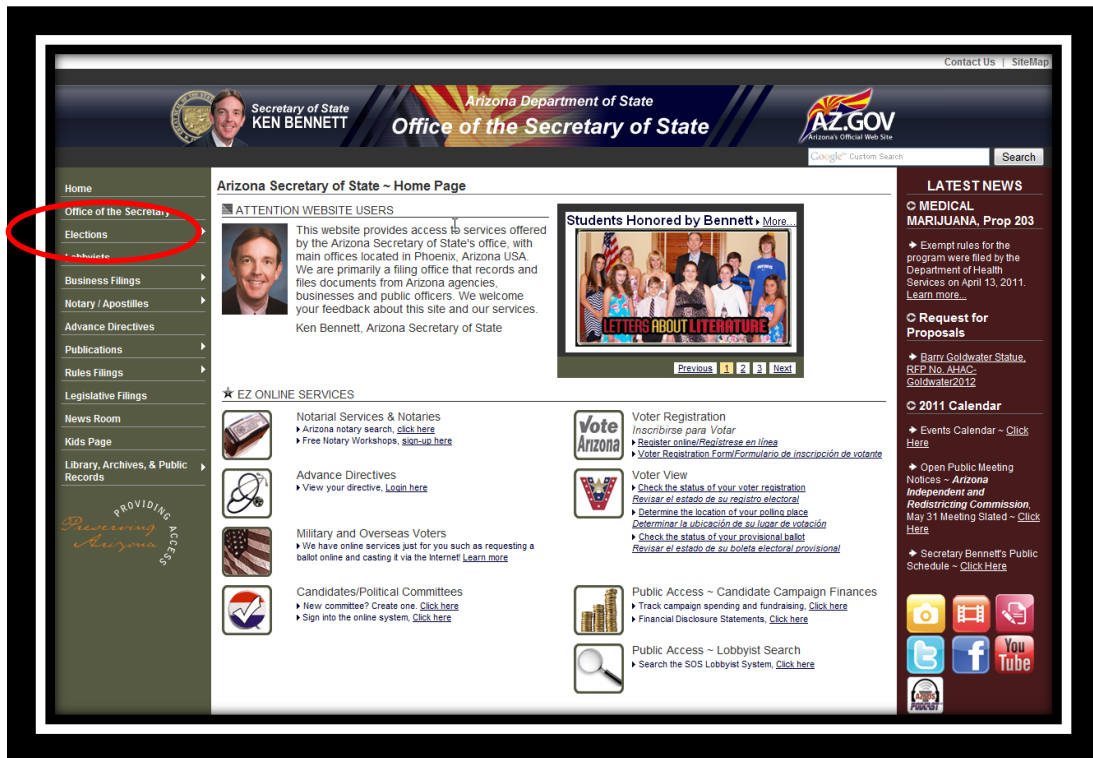 Contact Us | SiteMap
Secretary of State
KEN BENNETT
Arizona Department of State
Office of the Secretary of State
AZ.GOV
Arizona's Official Web Site
Google™ Custom Search
Search
Home
Office of the Secretary
Elections
Lobbyists
Business Filings
Notary / Apostilles
Advance Directives
Publications
Rules Filings
Legislative Filings
News Room
Kids Page
Library, Archives, & Public
Records
PROVIDING
ACCESS
Preserving
Arizona
Arizona Secretary of State ~ Home Page
ATTENTION WEBSITE USERS
This website provides access to services offered
by the Arizona Secretary of State's office, with
main offices located in Phoenix, Arizona USA.
We are primarily a filing office that records and
files documents from Arizona agencies,
businesses and public officers. We welcome
your feedback about this site and our services.
Ken Bennett, Arizona Secretary of State
Students Honored by Bennett More...
LETTERS ABOUT LITERATURE
Previous 1 2 3 Next
EZ ONLINE SERVICES
Notarial Services & Notaries
Arizona notary search, click here
Free Notary Workshops, sign-up here
Advance Directives
View your directive, Login here
Military and Overseas Voters
We have online services just for you such as requesting a
ballot online and casting it via the Internet! Learn more
Candidates/Political Committees
New committee? Create one. Click here
Sign into the online system, Click here
Vote
Arizona
Voter Registration
Inscribirse para Votar
Register online/Regístrese en línea
Voter Registration Form/Formulario de inscripción de votante
Voter View
Check the status of your voter registration
Revisar el estado de su registro electoral
Determine the location of your polling place
Determinar la ubicación de su lugar de votación
Check the status of your provisional ballot
Revisar el estado de su boleta electoral provisional
Public Access ~ Candidate Campaign Finances
Track campaign spending and fundraising, Click here
Financial Disclosure Statements, Click here
Public Access ~ Lobbyist Search
Search the SOS Lobbyist System, Click here
LATEST NEWS
MEDICAL
MARIJUANA, Prop 203
Exempt rules for the
program were filed by the
Department of Health
Services on April 13, 2011.
Learn more...
Request for
Proposals
Barry Goldwater Statue,
RFP No. AHAC-
Goldwater2012
2011 Calendar
Events Calendar ~ Click
Here
Open Public Meeting
Notices ~ Arizona
Independent and
Redistricting Commission,
May 31 Meeting Slated ~ Click
Here
Secretary Bennett's Public
Schedule ~ Click Here
You
Tube
AZSOS
PODCAST